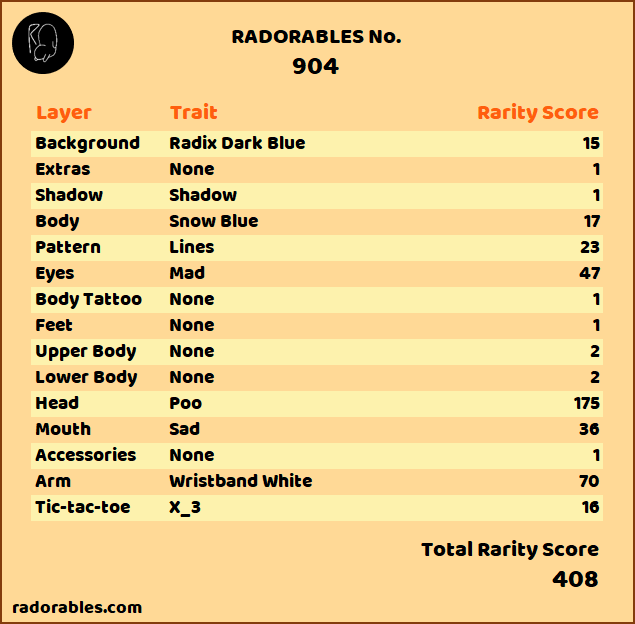 RADORABLES No.
904
Layer Trait Rarity Score
Background Radix Dark Blue 15
Extras None 1
Shadow Shadow 1
Body Snow Blue 17
Pattern Lines 23
Eyes Mad 47
Body Tattoo None 1
Feet None 1
Upper Body None 2
Lower Body None 2
Head Poo 175
Mouth Sad 36
Accessories None 1
Arm Wristband White 70
Tic-tac-toe X_3 16
Total Rarity Score
408
radorables.com